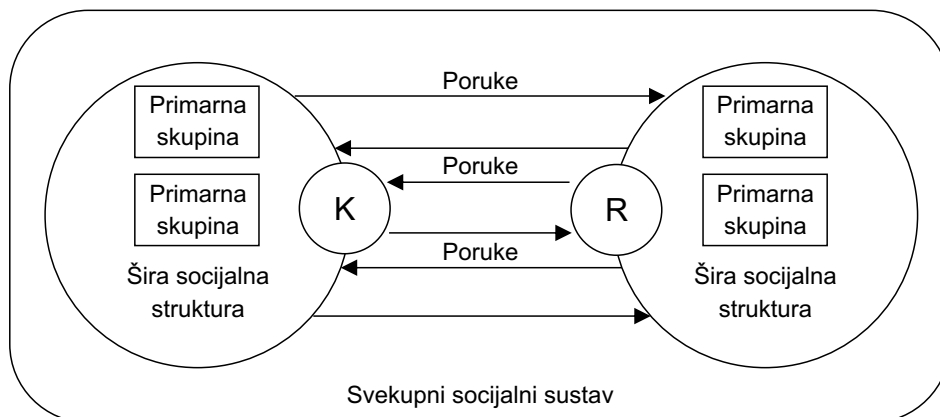 Poruke
Primarna
skupina
Primarna
skupina
Poruke
Primarna
skupina
Primarna
skupina
K
R
Poruke
Šira socijalna
struktura
Šira socijalna
struktura
Svekupni socijalni sustav